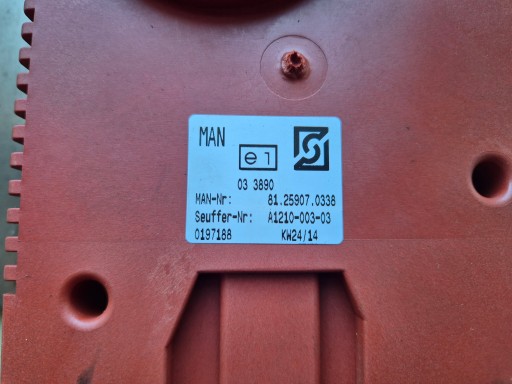 MAN
e1
03 3890
MAN-Nr: 81.25907.0338
Seuffer-Nr: A1210-003-03
0197188 KW24/14